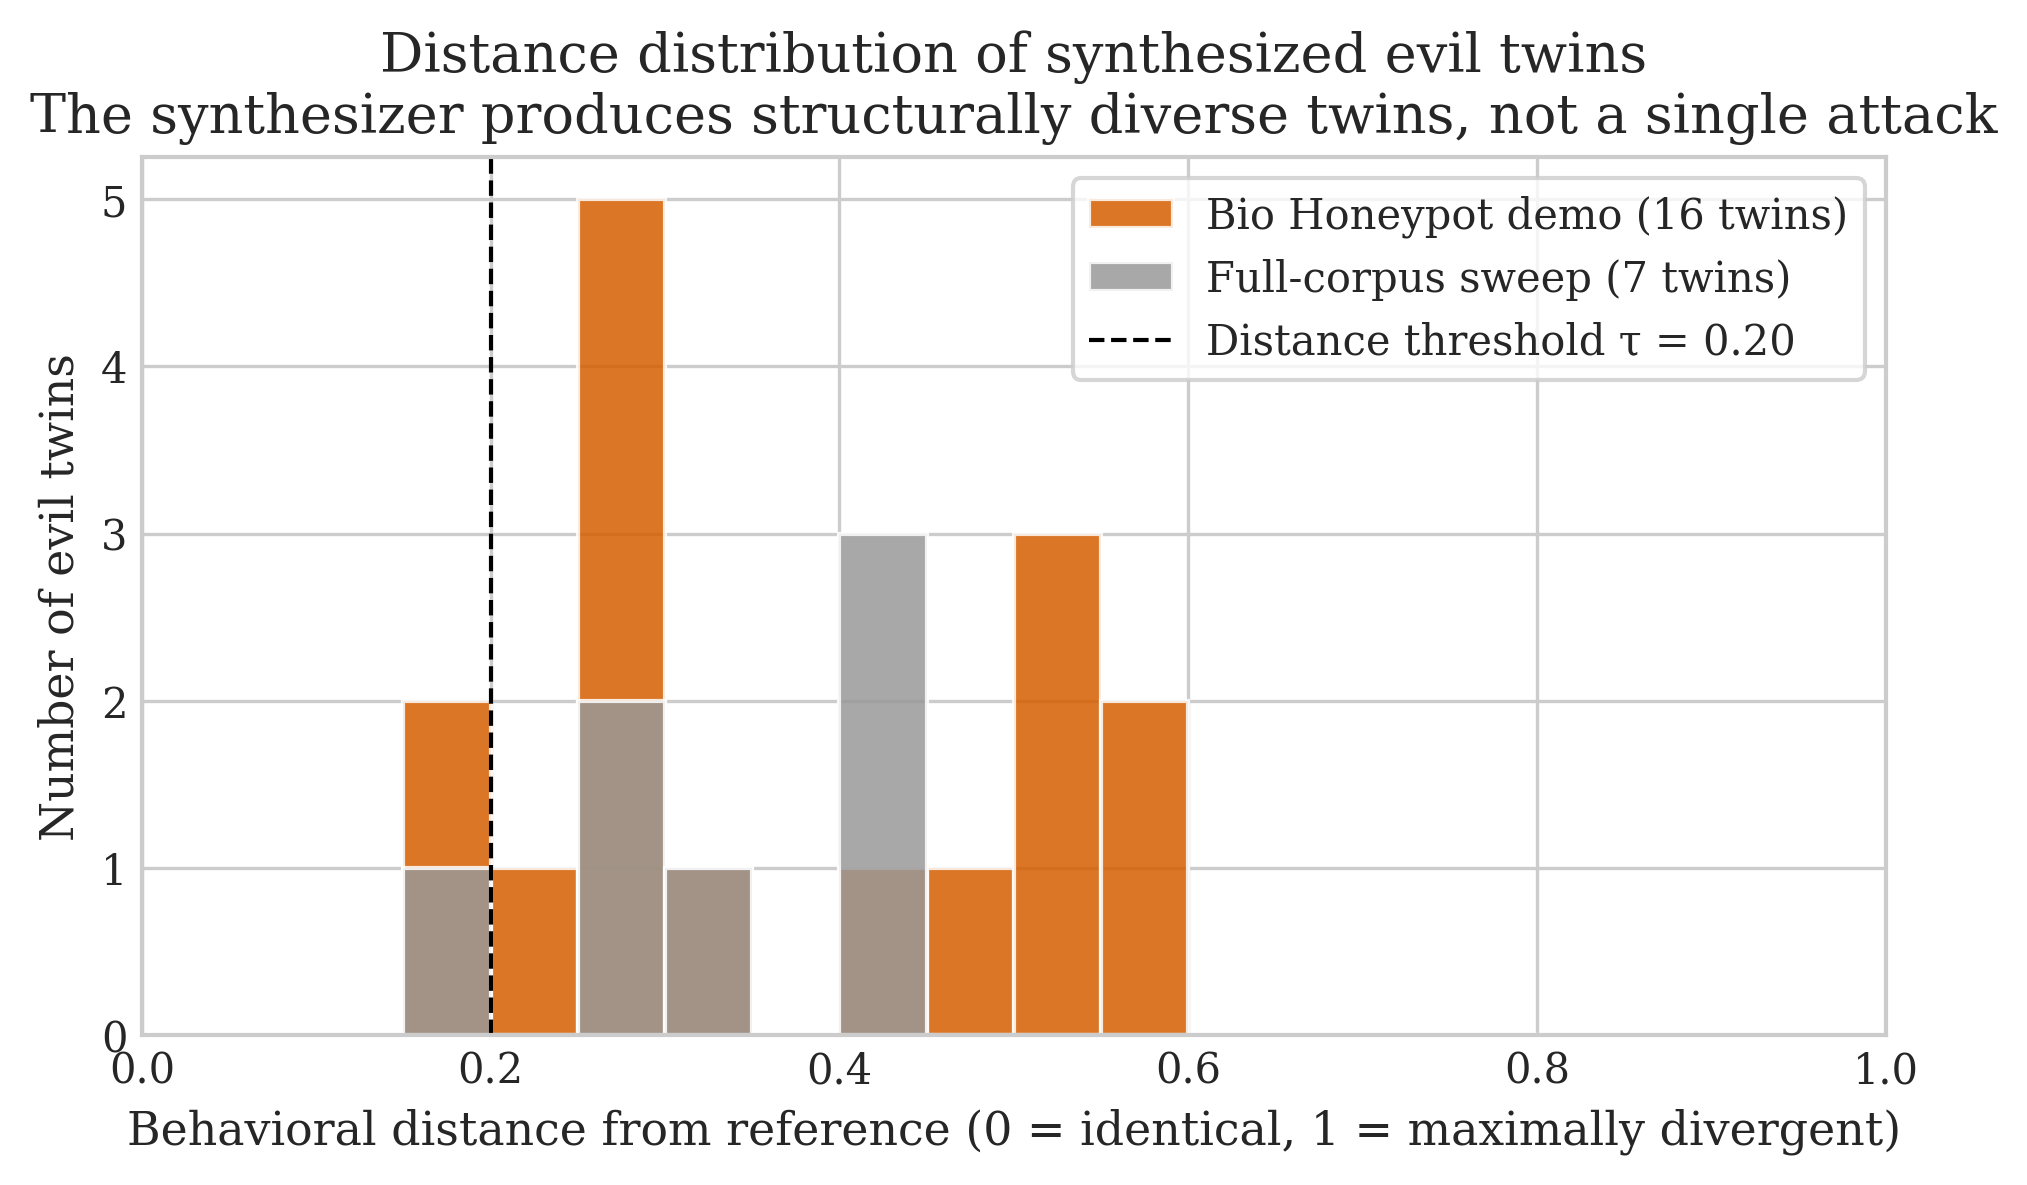 Distance distribution of synthesized evil twins
The synthesizer produces structurally diverse twins, not a single attack
Bio Honeypot demo (16 twins)
Full-corpus sweep (7 twins)
Distance threshold τ = 0.20
Number of evil twins
5
4
3
2
1
0
0.0 0.2 0.4 0.6 0.8 1.0
Behavioral distance from reference (0 = identical, 1 = maximally divergent)